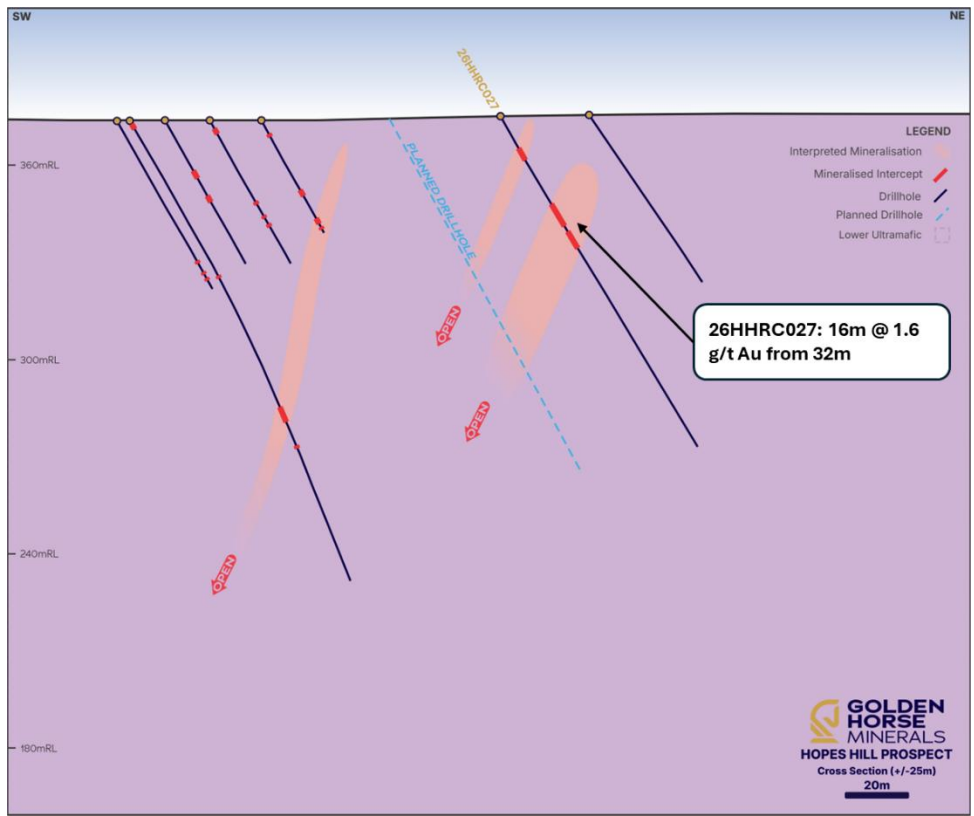 SW
NE
26HHRC027
LEGEND
Interpreted Mineralisation
Mineralised Intercept
Drillhole
Planned Drillhole
Lower Ultramafic
PLANNED DRILLHOLE
360mRL
300mRL
240mRL
180mRL
OPEN
OPEN
OPEN
26HHRC027: 16m @ 1.6
g/t Au from 32m
GOLDEN
HORSE
MINERALS
HOPES HILL PROSPECT
Cross Section (+/-25m)
20m